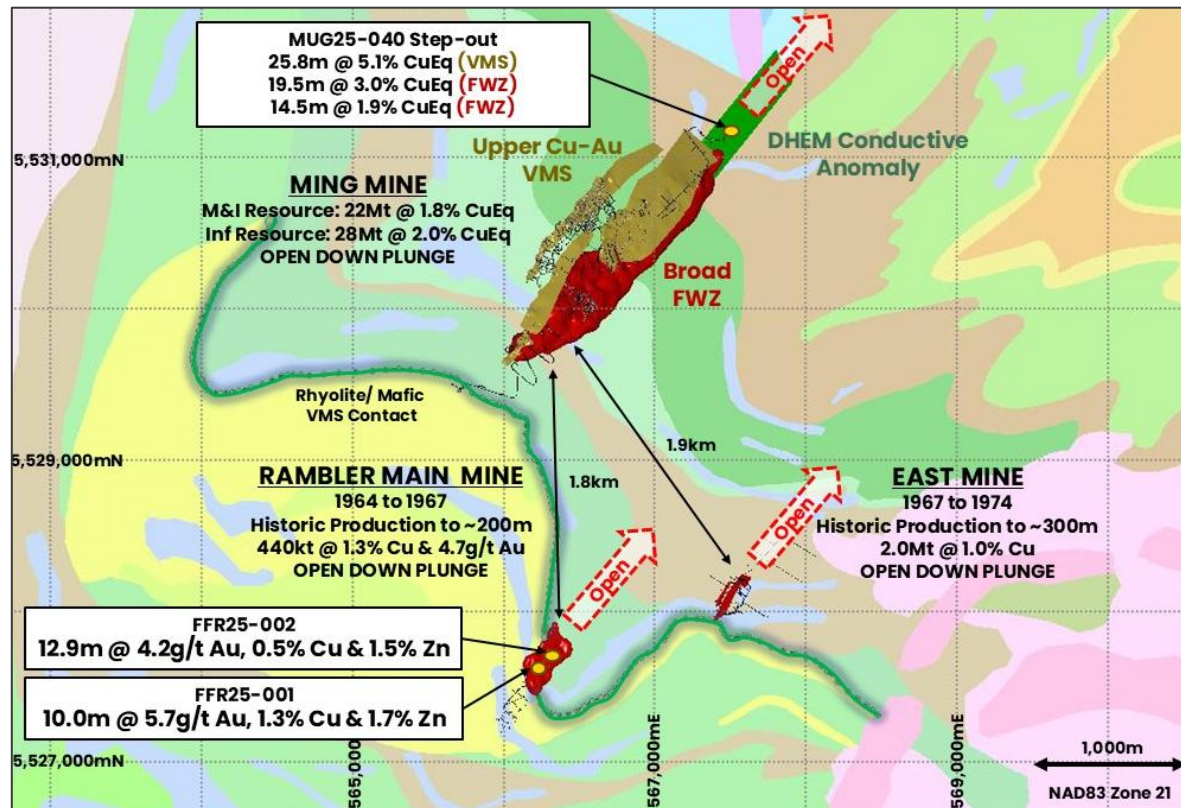 MUG25-040 Step-out
25.8m @ 5.1% CuEq (VMS)
19.5m @ 3.0% CuEq (FWZ)
14.5m @ 1.9% CuEq (FWZ)
Open
5,531,000mN
Upper Cu-Au
VMS
DHEM Conductive
Anomaly
MING MINE
M&I Resource: 22Mt @ 1.8% CuEq
Inf Resource: 28Mt @ 2.0% CuEq
OPEN DOWN PLUNGE
Broad
FWZ
Rhyolite/ Mafic
VMS Contact
1.9km
5,529,000mN
1.8km
RAMBLER MAIN MINE
1964 to 1967
Historic Production to ~200m
440kt @ 1.3% Cu & 4.7g/t Au
OPEN DOWN PLUNGE
Open
Open
EAST MINE
1967 to 1974
Historic Production to ~300m
2.0Mt @ 1.0% Cu
OPEN DOWN PLUNGE
FFR25-002
12.9m @ 4.2g/t Au, 0.5% Cu & 1.5% Zn
FFR25-001
10.0m @ 5.7g/t Au, 1.3% Cu & 1.7% Zn
5,527,000mN
565,000mE
567,000mE
569,000mE
1,000m
NAD83 Zone 21